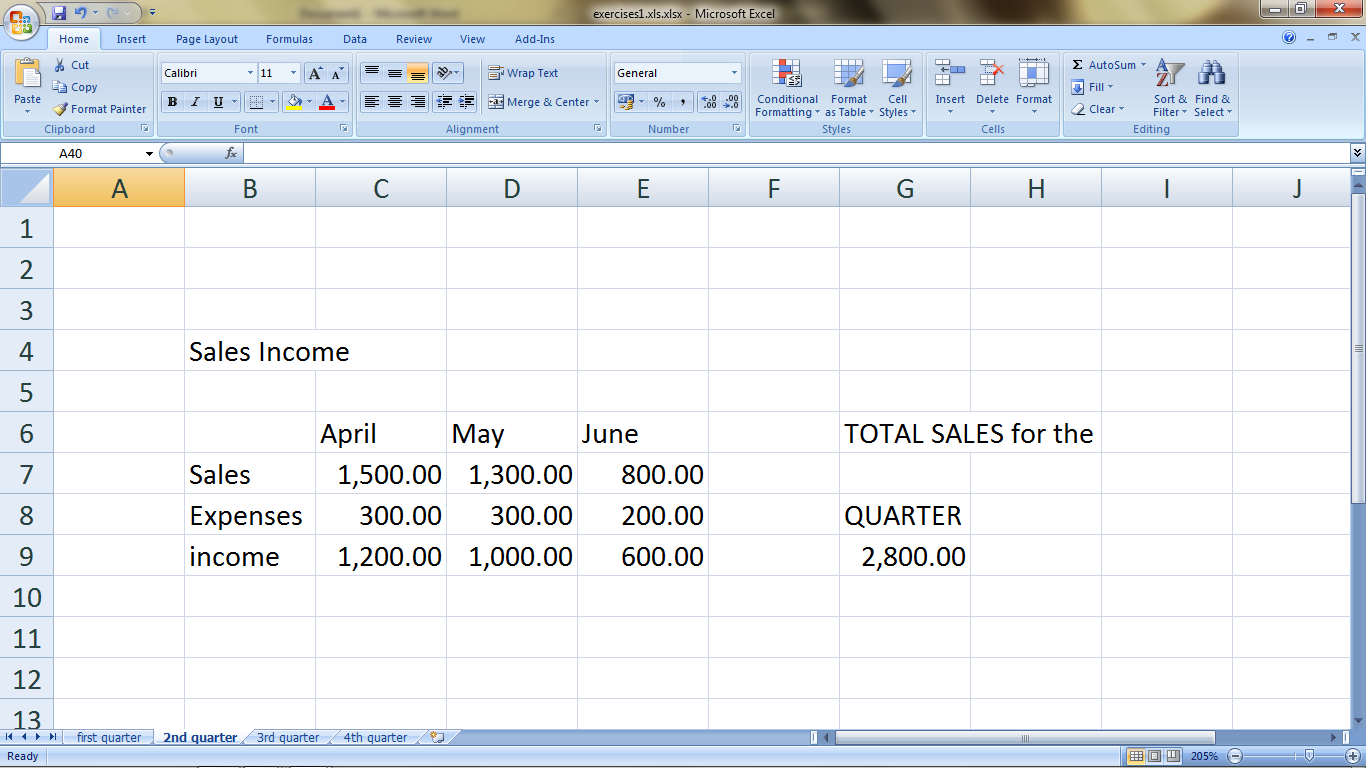 exercises1.xls.xlsx - Microsoft Excel
Home Insert Page Layout Formulas Data Review View Add-Ins
Paste
Cut
Copy
Format Painter
Clipboard
Calibri 11
B I U
Font
Wrap Text
Merge & Center
Alignment
General
% ,
Number
Conditional Formatting
Format as Table
Cell Styles
Styles
Insert Delete Format
Cells
Σ AutoSum
Fill
Clear
Sort & Filter
Find & Select
Editing
A40 fx
A B C D E F G H I J
1
2
3
4 Sales Income
5
6 April May June TOTAL SALES for the
7 Sales 1,500.00 1,300.00 800.00
8 Expenses 300.00 300.00 200.00 QUARTER
9 income 1,200.00 1,000.00 600.00 2,800.00
10
11
12
13
first quarter 2nd quarter 3rd quarter 4th quarter
Ready 205%